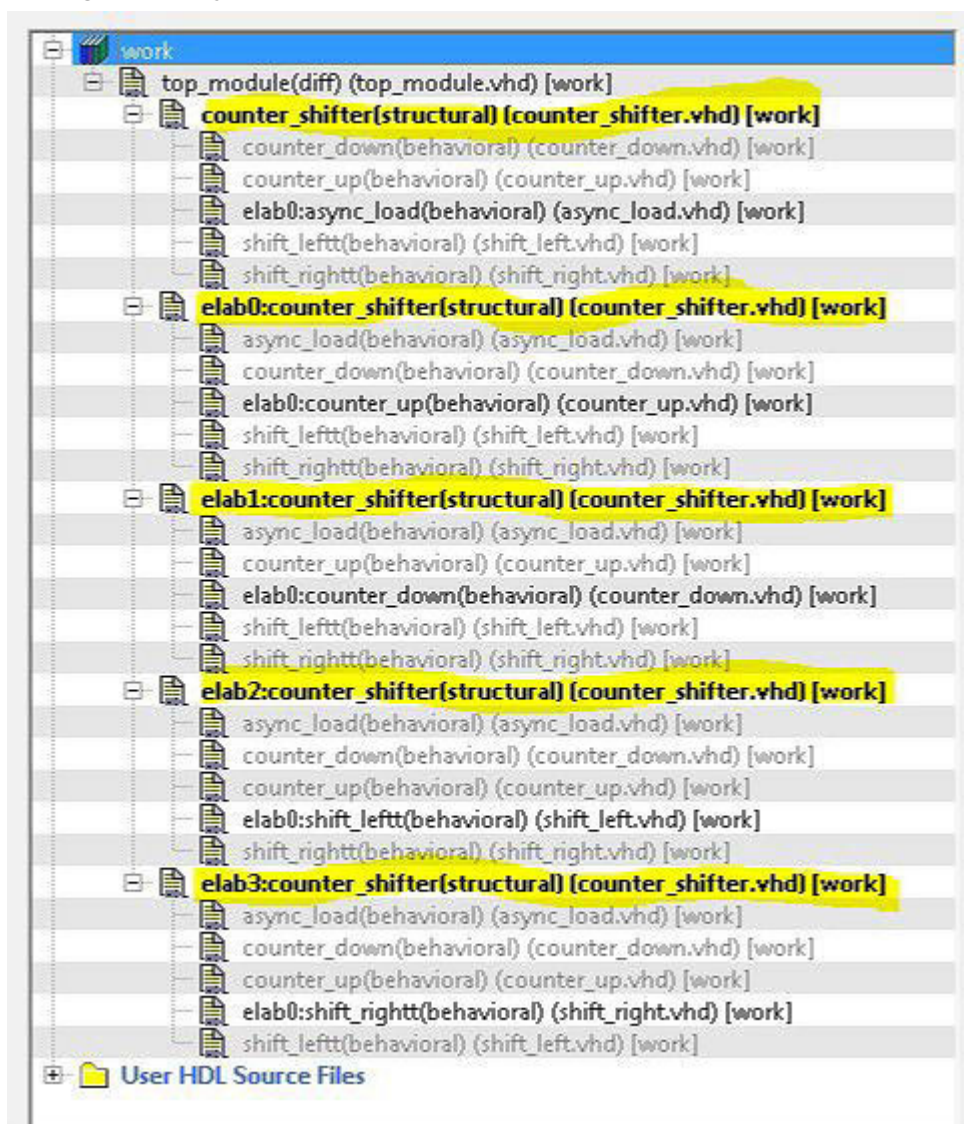 work
top_module(diff) (top_module.vhd) [work]
counter_shifter(structural) (counter_shifter.vhd) [work]
counter_down(behavioral) (counter_down.vhd) [work]
counter_up(behavioral) (counter_up.vhd) [work]
elab0:async_load(behavioral) (async_load.vhd) [work]
shift_leftt(behavioral) (shift_left.vhd) [work]
shift_rightt(behavioral) (shift_right.vhd) [work]
elab0:counter_shifter(structural) (counter_shifter.vhd) [work]
async_load(behavioral) (async_load.vhd) [work]
counter_down(behavioral) (counter_down.vhd) [work]
elab0:counter_up(behavioral) (counter_up.vhd) [work]
shift_leftt(behavioral) (shift_left.vhd) [work]
shift_rightt(behavioral) (shift_right.vhd) [work]
elab1:counter_shifter(structural) (counter_shifter.vhd) [work]
async_load(behavioral) (async_load.vhd) [work]
counter_up(behavioral) (counter_up.vhd) [work]
elab0:counter_down(behavioral) (counter_down.vhd) [work]
shift_leftt(behavioral) (shift_left.vhd) [work]
shift_rightt(behavioral) (shift_right.vhd) [work]
elab2:counter_shifter(structural) (counter_shifter.vhd) [work]
async_load(behavioral) (async_load.vhd) [work]
counter_down(behavioral) (counter_down.vhd) [work]
counter_up(behavioral) (counter_up.vhd) [work]
elab0:shift_leftt(behavioral) (shift_left.vhd) [work]
shift_rightt(behavioral) (shift_right.vhd) [work]
elab3:counter_shifter(structural) (counter_shifter.vhd) [work]
async_load(behavioral) (async_load.vhd) [work]
counter_down(behavioral) (counter_down.vhd) [work]
counter_up(behavioral) (counter_up.vhd) [work]
elab0:shift_rightt(behavioral) (shift_right.vhd) [work]
shift_leftt(behavioral) (shift_left.vhd) [work]
User HDL Source Files